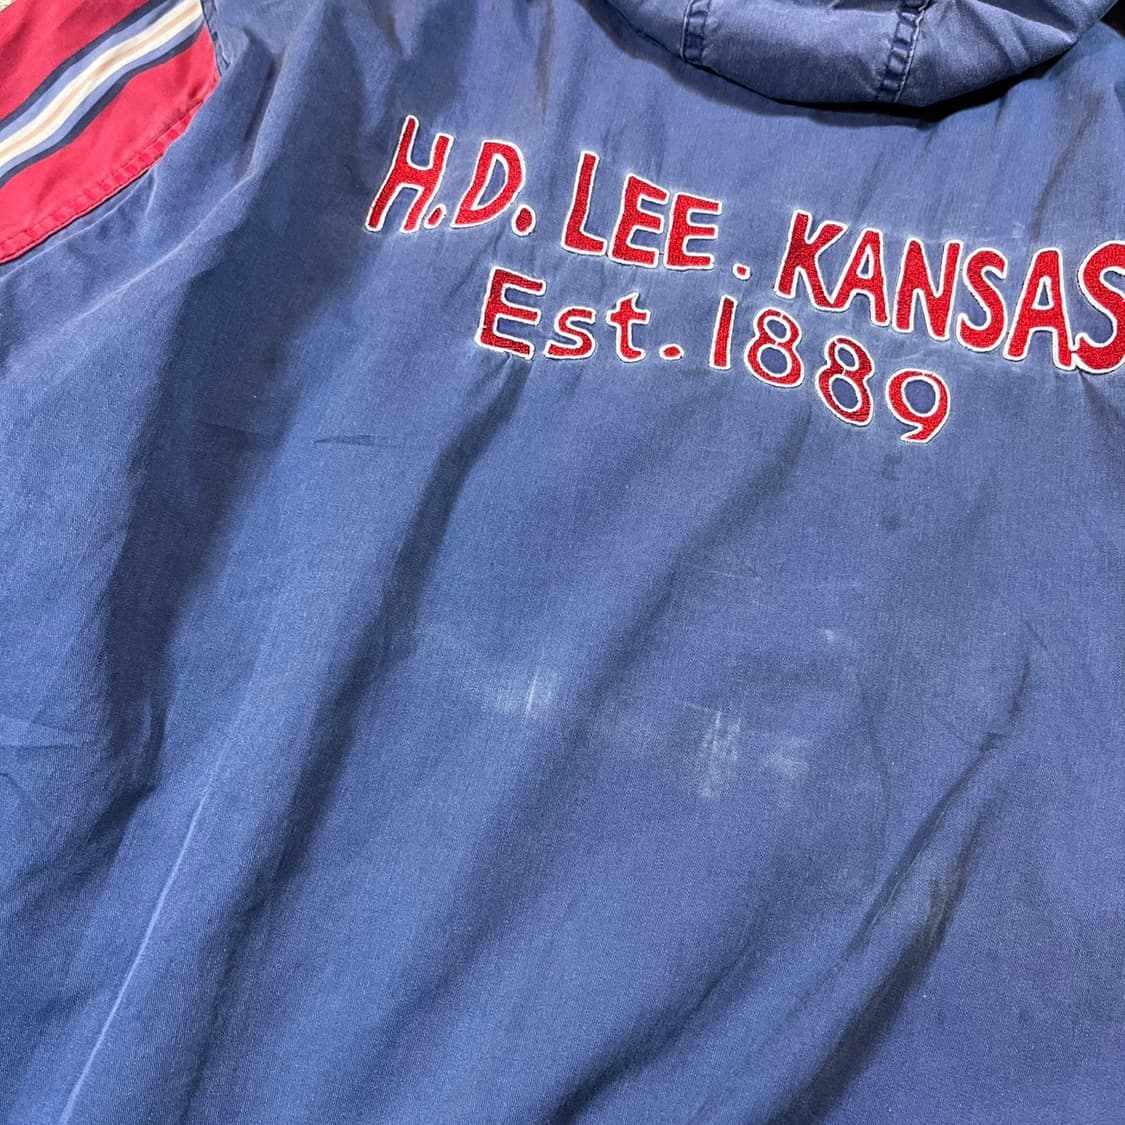 H.D. LEE. KANSAS
Est. 1889